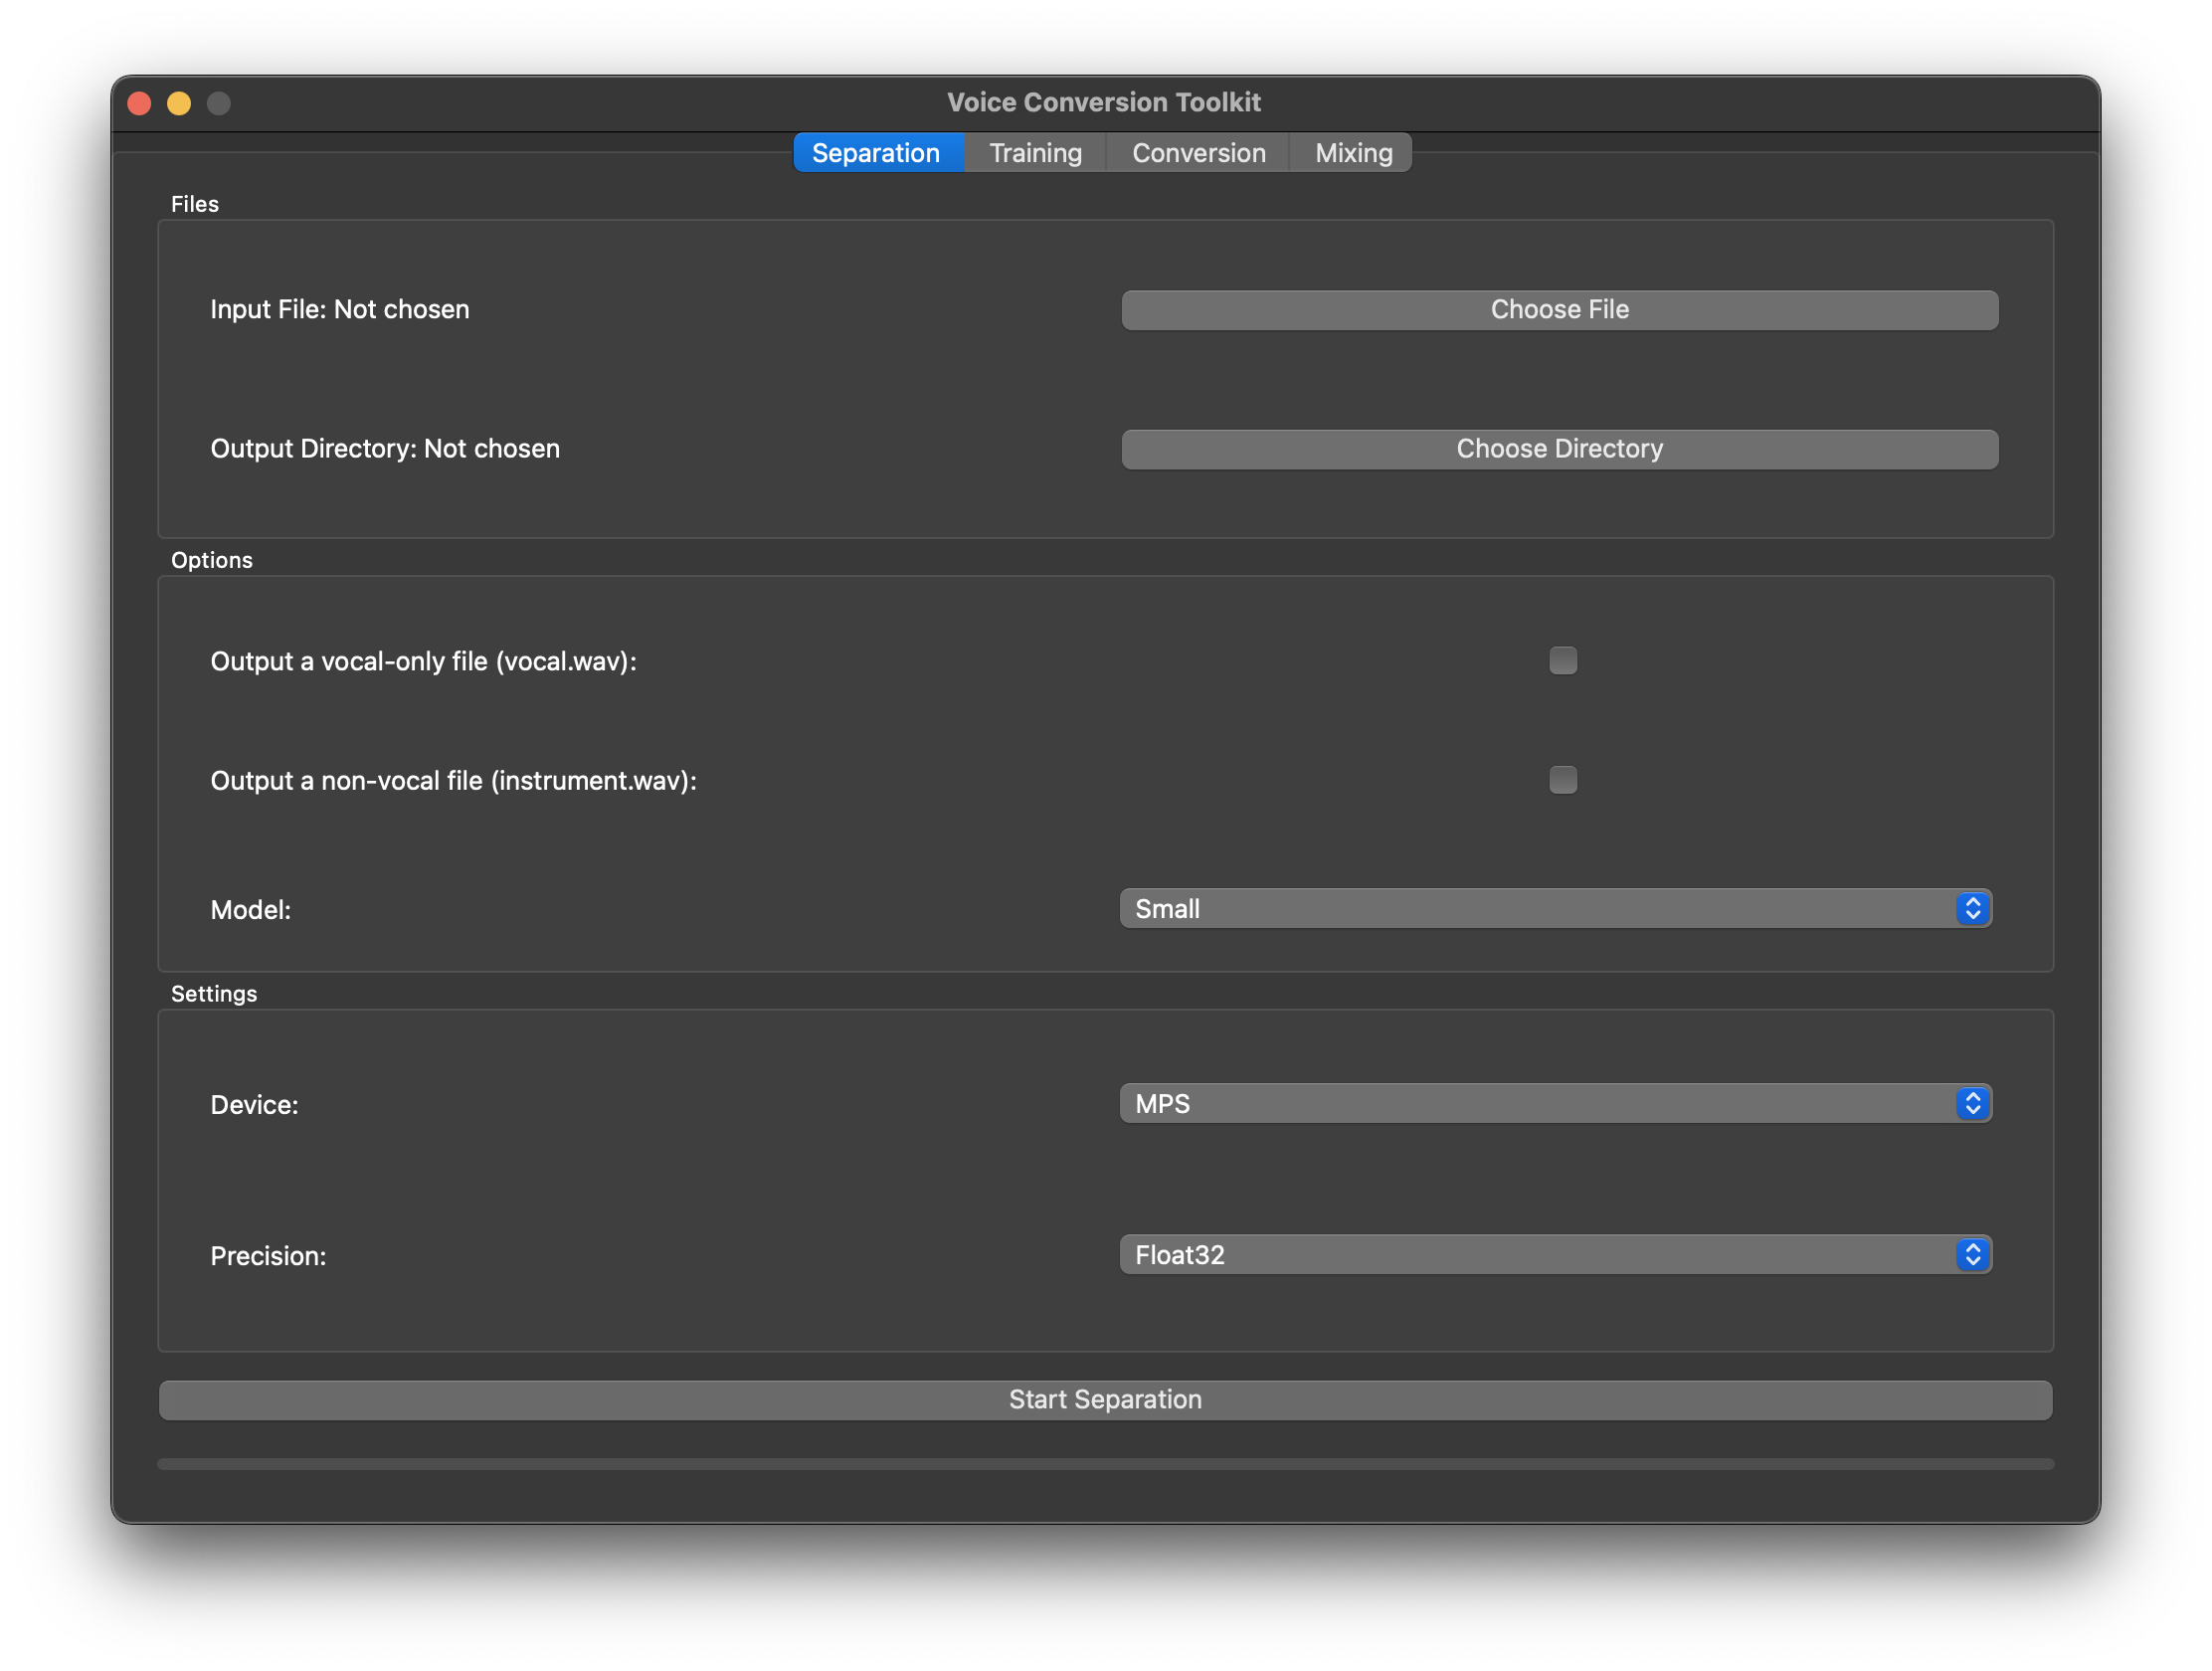 Voice Conversion Toolkit
Separation Training Conversion Mixing
Files
Input File: Not chosen Choose File
Output Directory: Not chosen Choose Directory
Options
Output a vocal-only file (vocal.wav):
Output a non-vocal file (instrument.wav):
Model: Small
Settings
Device: MPS
Precision: Float32
Start Separation